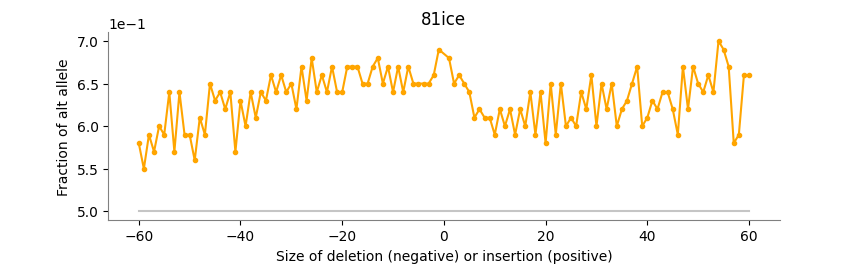 81ice
1e−1
7.0
6.5
6.0
5.5
5.0
Fraction of alt allele
−60 −40 −20 0 20 40 60
Size of deletion (negative) or insertion (positive)